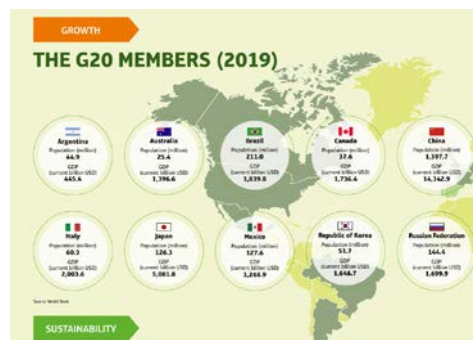 GROWTH
THE G20 MEMBERS (2019)
Argentina
Population (million)
44.9
GDP
(current billion USD)
445.4
Australia
Population (million)
25.4
GDP
(current billion USD)
1,396.6
Brazil
Population (million)
211.0
GDP
(current billion USD)
1,839.8
Canada
Population (million)
37.6
GDP
(current billion USD)
1,736.4
China
Population (million)
1,397.7
GDP
(current billion USD)
14,342.9
Italy
Population (million)
60.3
GDP
(current billion USD)
2,003.6
Japan
Population (million)
126.3
GDP
(current billion USD)
5,081.8
Mexico
Population (million)
127.6
GDP
(current billion USD)
Republic of Korea
Population (million)
51.7
GDP
(current billion USD)
1,646.7
Russian Federation
Population (million)
144.4
GDP
(current billion USD)
1,699.9
Source: World Bank
SUSTAINABILITY